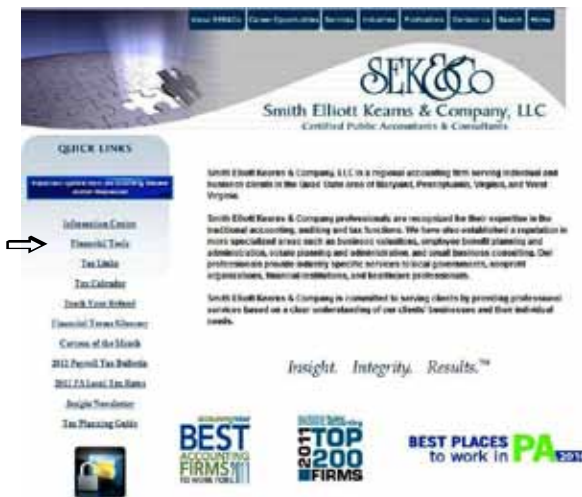 About SEK&Co Career Opportunities Services Industries Publications Contact Us Search Home
SEK&Co
Smith Elliott Kearns & Company, LLC
Certified Public Accountants & Consultants
QUICK LINKS
Information Center
Financial Tools
Tax Links
Tax Calendar
Track Your Refund
Financial Terms Glossary
Cartoon of the Month
2012 Payroll Tax Bulletin
Insight Newsletter
Tax Planning Guide
Smith Elliott Kearns & Company, LLC is a regional accounting firm serving individual and
business clients in the Quad State area of Maryland, Pennsylvania, Virginia, and West
Virginia.
Smith Elliott Kearns & Company professionals are recognized for their expertise in the
traditional accounting, auditing and tax functions. We have also established a reputation in
more specialized areas such as business valuations, employee benefit planning and
administration, estate planning and administration, and small business consulting. Our
professionals provide industry specific services to local governments, nonprofit
organizations, financial institutions, and healthcare professionals.
Smith Elliott Kearns & Company is committed to serving clients by providing professional
services based on a clear understanding of our clients' businesses and their individual
needs.
Insight. Integrity. Results.™
BEST
ACCOUNTING
FIRMS
TO WORK FOR
2011 TOP
200
FIRMS
BEST PLACES
to work in PA